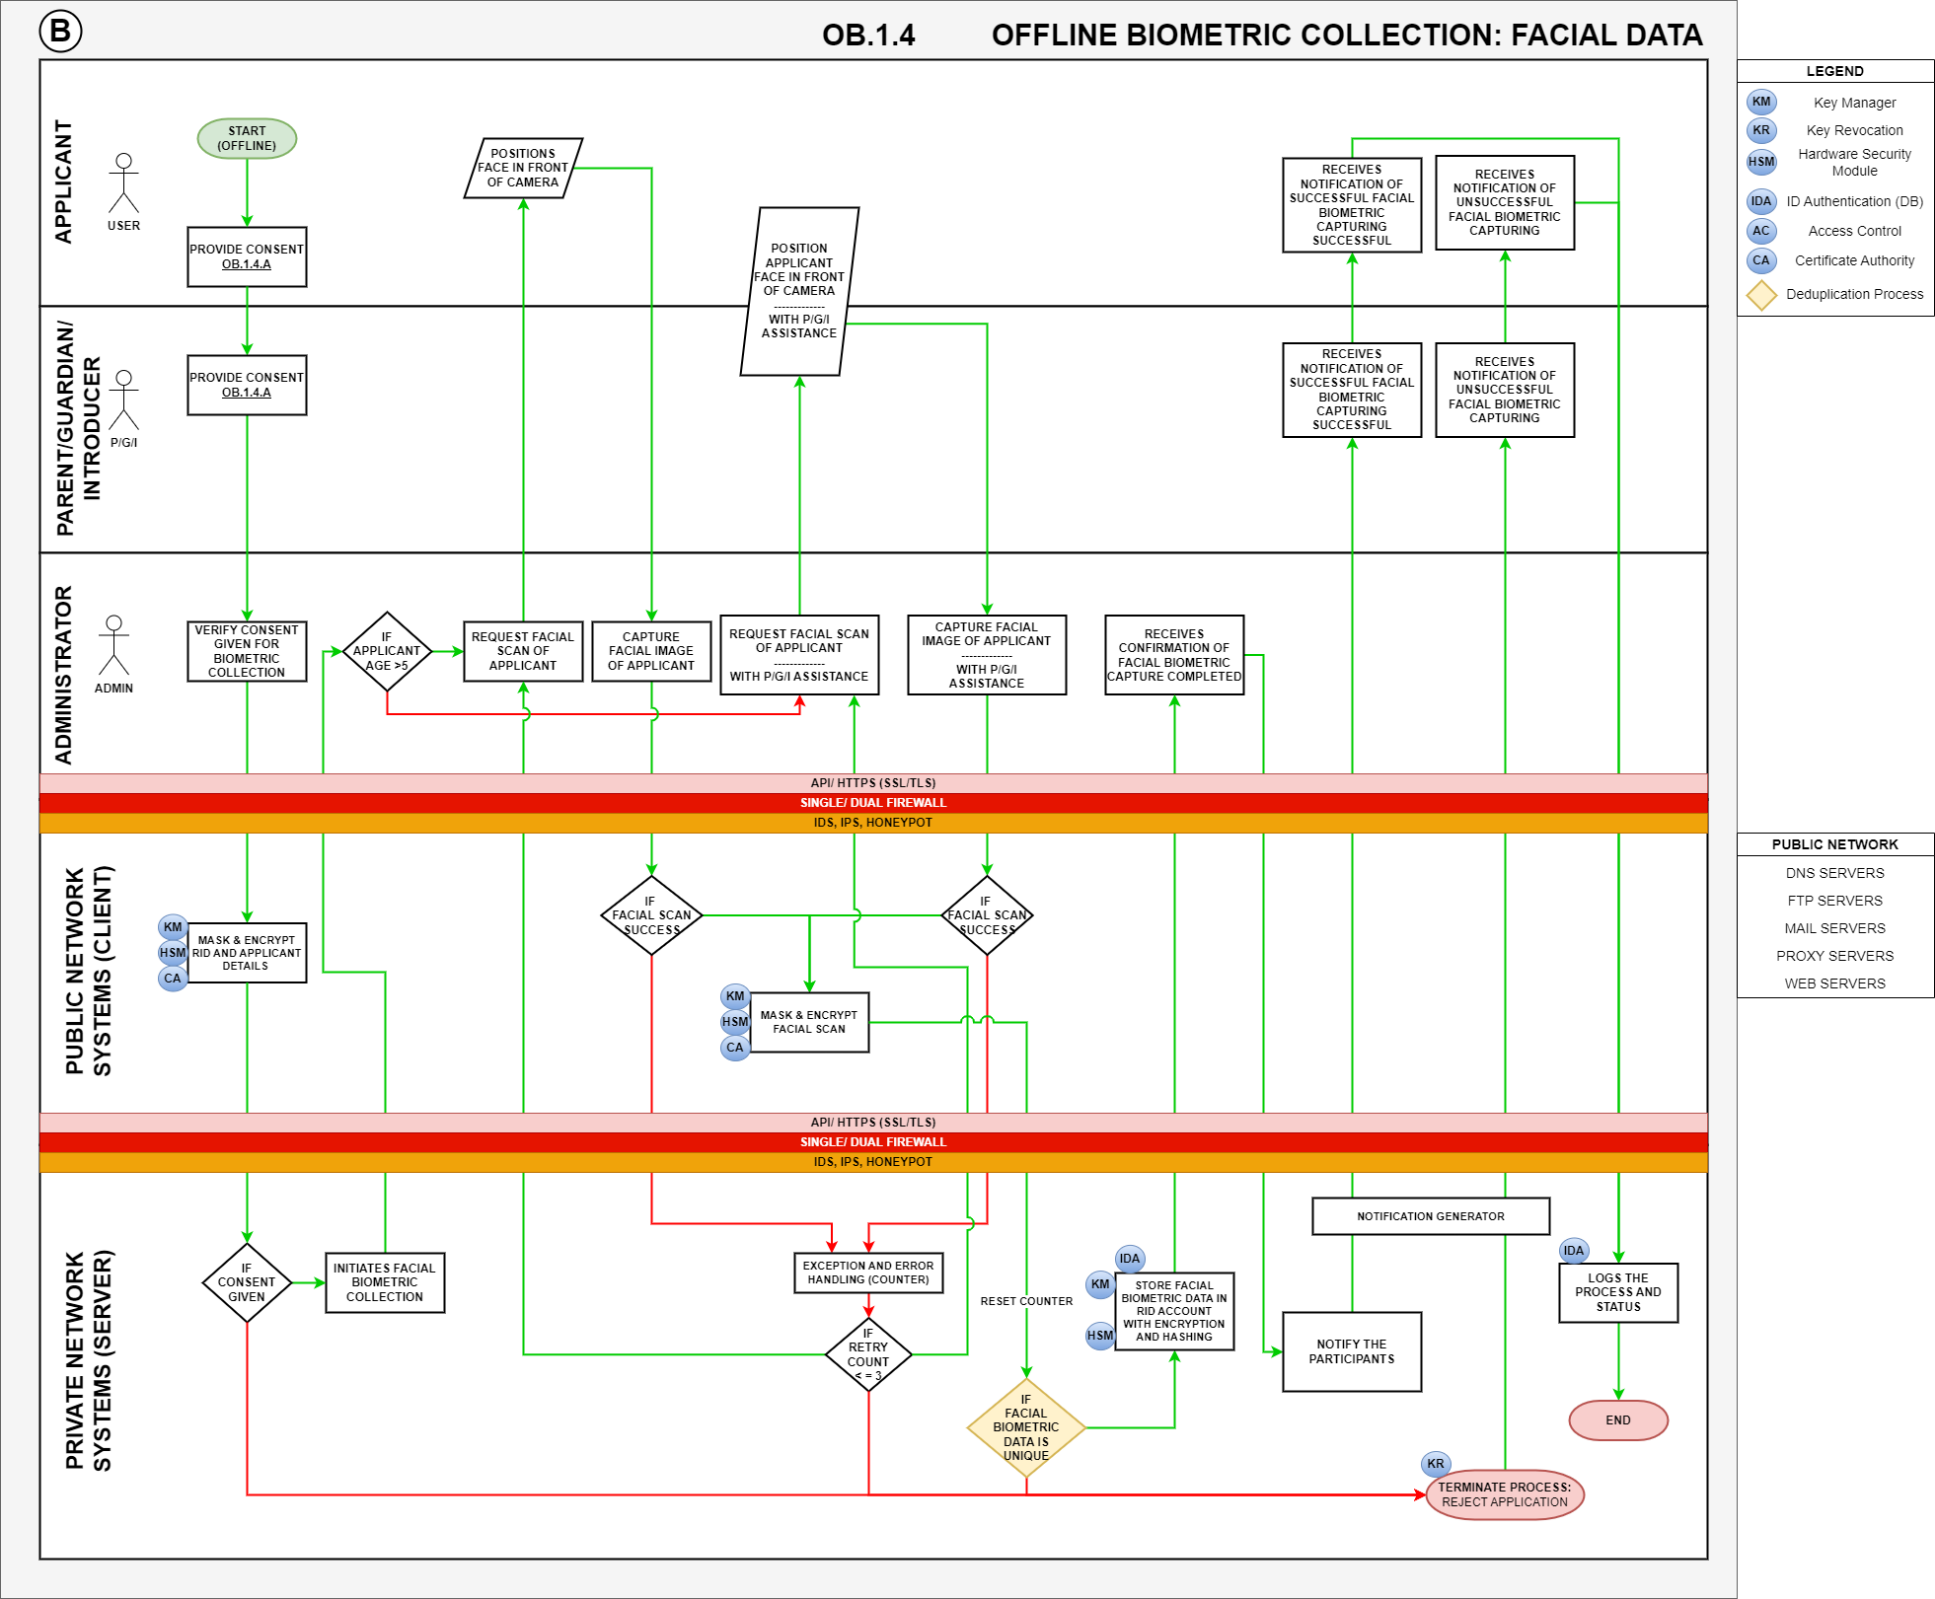 B
OB.1.4
OFFLINE BIOMETRIC COLLECTION: FACIAL DATA
APPLICANT
USER
START
(OFFLINE)
PROVIDE CONSENT
OB.1.4.A
POSITIONS
FACE IN FRONT
OF CAMERA
POSITION
APPLICANT
FACE IN FRONT
OF CAMERA
-------------
WITH P/G/I
ASSISTANCE
RECEIVES
NOTIFICATION OF
SUCCESSFUL FACIAL
BIOMETRIC
CAPTURING
SUCCESSFUL
RECEIVES
NOTIFICATION OF
UNSUCCESSFUL
FACIAL BIOMETRIC
CAPTURING
PARENT/GUARDIAN/
INTRODUCER
P/G/I
PROVIDE CONSENT
OB.1.4.A
RECEIVES
NOTIFICATION OF
SUCCESSFUL FACIAL
BIOMETRIC
CAPTURING
SUCCESSFUL
RECEIVES
NOTIFICATION OF
UNSUCCESSFUL
FACIAL BIOMETRIC
CAPTURING
ADMINISTRATOR
ADMIN
VERIFY CONSENT
GIVEN FOR
BIOMETRIC
COLLECTION
IF
APPLICANT
AGE >5
REQUEST FACIAL
SCAN OF
APPLICANT
CAPTURE
FACIAL IMAGE
OF APPLICANT
REQUEST FACIAL SCAN
OF APPLICANT
-------------
WITH P/G/I ASSISTANCE
CAPTURE FACIAL
IMAGE OF APPLICANT
-------------
WITH P/G/I
ASSISTANCE
RECEIVES
CONFIRMATION OF
FACIAL BIOMETRIC
CAPTURE COMPLETED
API/ HTTPS (SSL/TLS)
SINGLE/ DUAL FIREWALL
IDS, IPS, HONEYPOT
PUBLIC NETWORK
SYSTEMS (CLIENT)
KM
HSM
CA
MASK & ENCRYPT
RID AND APPLICANT
DETAILS
IF
FACIAL SCAN
SUCCESS
IF
FACIAL SCAN
SUCCESS
KM
HSM
CA
MASK & ENCRYPT
FACIAL SCAN
API/ HTTPS (SSL/TLS)
SINGLE/ DUAL FIREWALL
IDS, IPS, HONEYPOT
PRIVATE NETWORK
SYSTEMS (SERVER)
IF
CONSENT
GIVEN
INITIATES FACIAL
BIOMETRIC
COLLECTION
EXCEPTION AND ERROR
HANDLING (COUNTER)
IF
RETRY
COUNT
< = 3
RESET COUNTER
IF
FACIAL
BIOMETRIC
DATA IS
UNIQUE
IDA
KM
HSM
STORE FACIAL
BIOMETRIC DATA IN
RID ACCOUNT
WITH ENCRYPTION
AND HASHING
NOTIFICATION GENERATOR
NOTIFY THE
PARTICIPANTS
IDA
LOGS THE
PROCESS AND
STATUS
END
KR
TERMINATE PROCESS:
REJECT APPLICATION
LEGEND
KM Key Manager
KR Key Revocation
HSM Hardware Security
Module
IDA ID Authentication (DB)
AC Access Control
CA Certificate Authority
Deduplication Process
PUBLIC NETWORK
DNS SERVERS
FTP SERVERS
MAIL SERVERS
PROXY SERVERS
WEB SERVERS